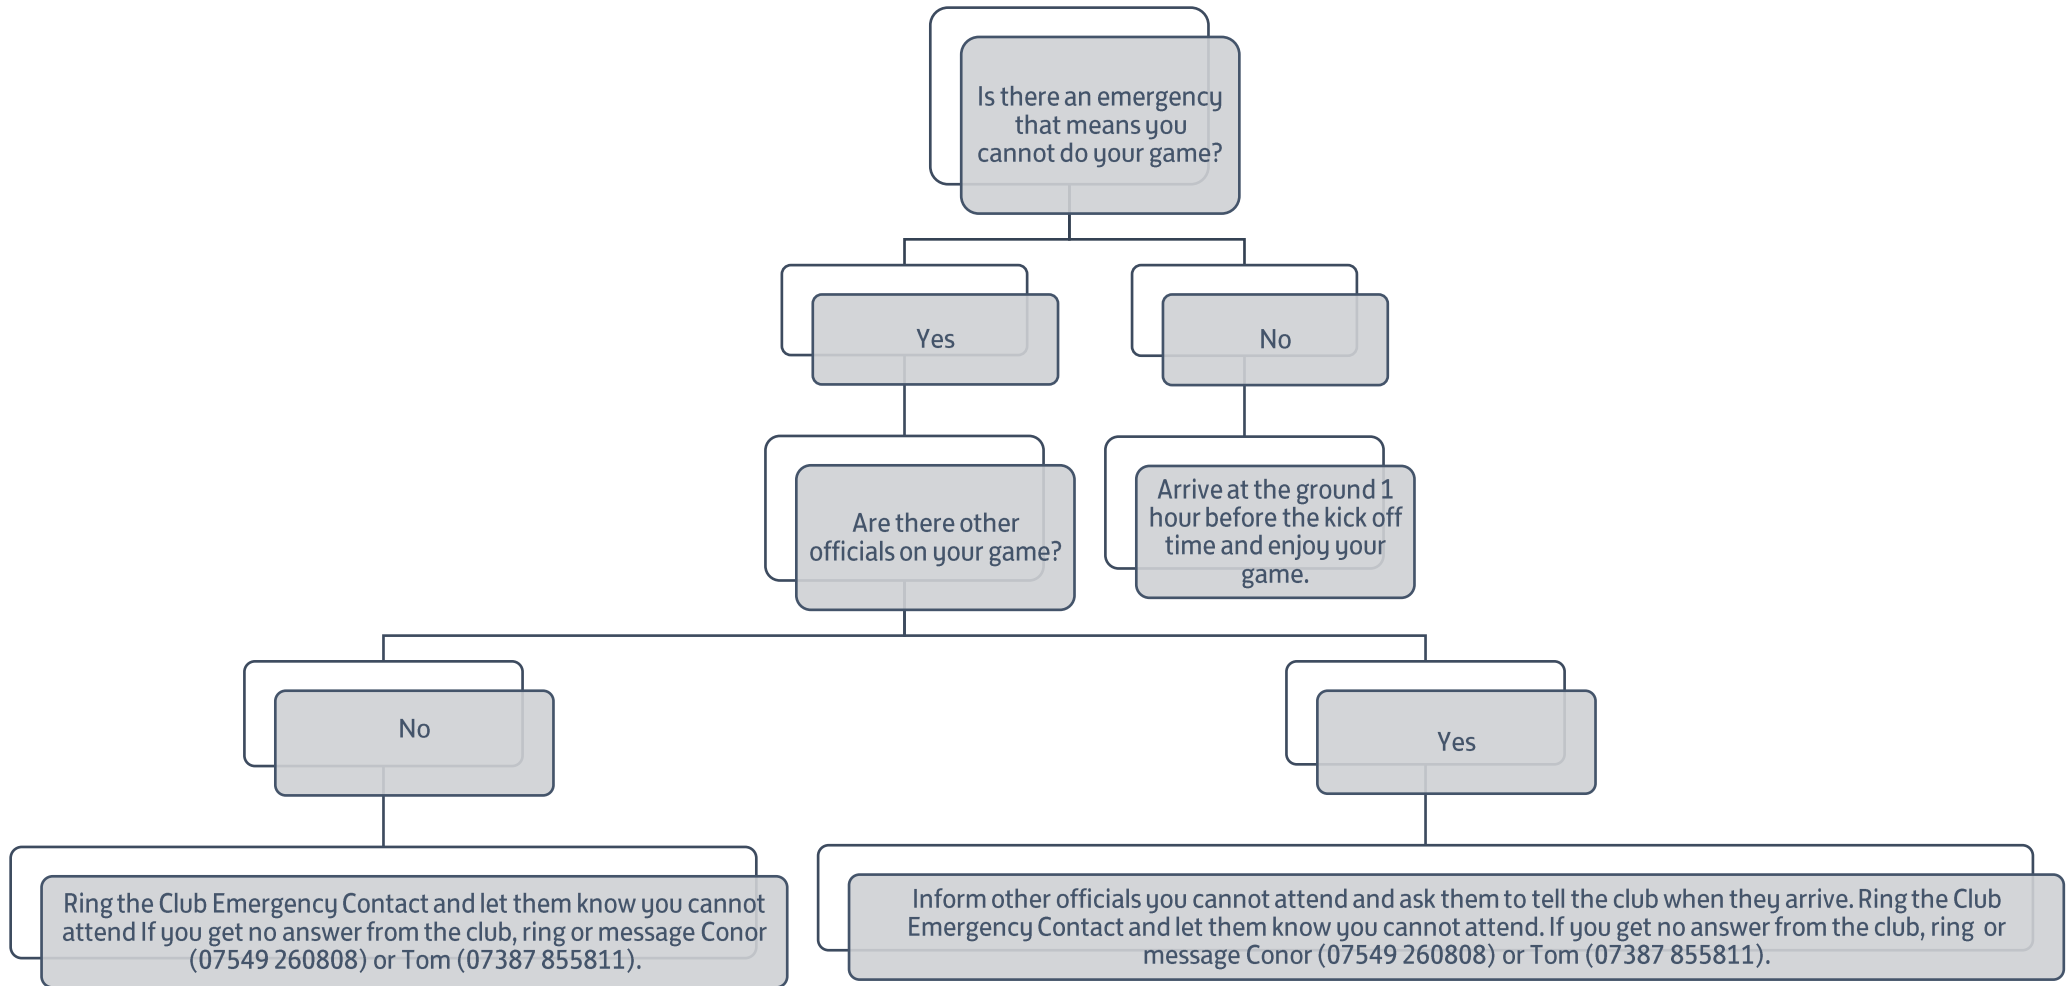 Is there an emergency
that means you
cannot do your game?
Yes
No
Are there other
officials on your game?
Arrive at the ground 1
hour before the kick off
time and enjoy your
game.
No
Yes
Ring the Club Emergency Contact and let them know you cannot
attend If you get no answer from the club, ring or message Conor
(07549 260808) or Tom (07387 855811).
Inform other officials you cannot attend and ask them to tell the club when they arrive. Ring the Club
Emergency Contact and let them know you cannot attend. If you get no answer from the club, ring  or
message Conor (07549 260808) or Tom (07387 855811).